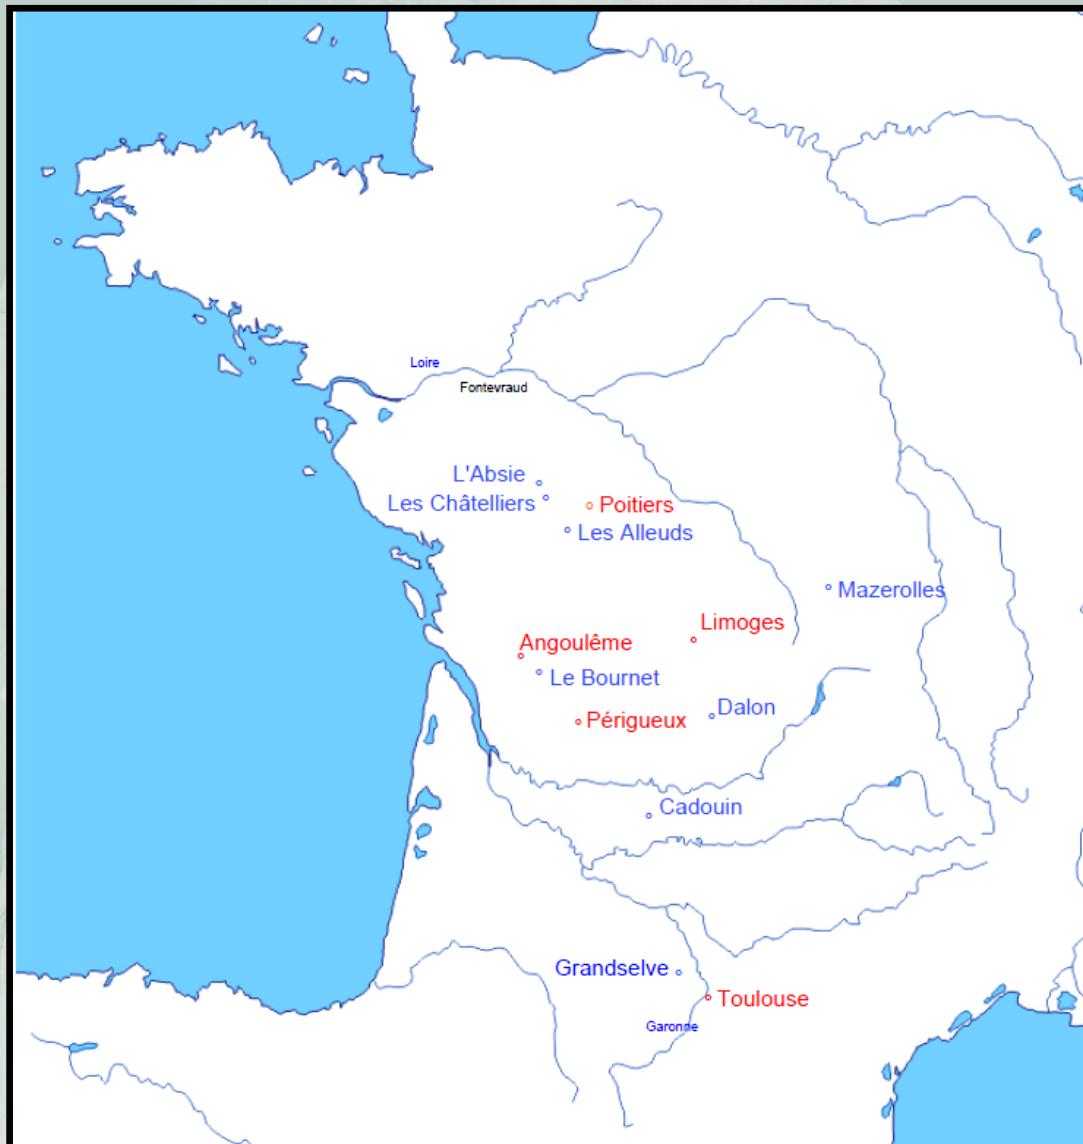 Loire
Fontevraud
L'Absie
Les Châtelliers
Poitiers
Les Alleuds
Mazerolles
Limoges
Angoulême
Le Bournet
Dalon
Périgueux
Cadouin
Grandselve
Toulouse
Garonne